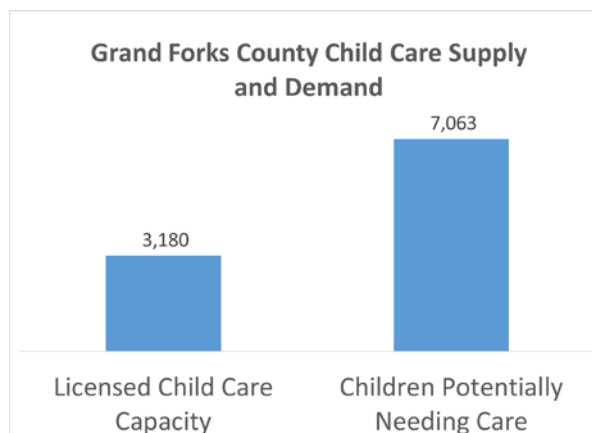 Grand Forks County Child Care Supply
and Demand
7,063
3,180
Licensed Child Care
Capacity
Children Potentially
Needing Care